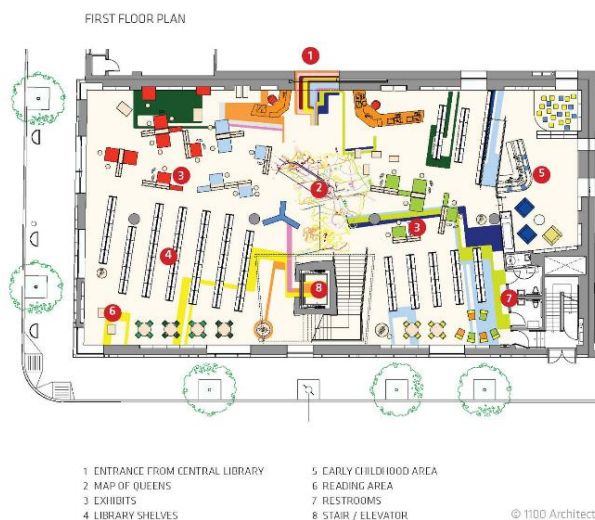 FIRST FLOOR PLAN
1
2
3
3
4
5
6
7
8
1 ENTRANCE FROM CENTRAL LIBRARY
2 MAP OF QUEENS
3 EXHIBITS
4 LIBRARY SHELVES
5 EARLY CHILDHOOD AREA
6 READING AREA
7 RESTROOMS
8 STAIR / ELEVATOR
© 1100 Architect